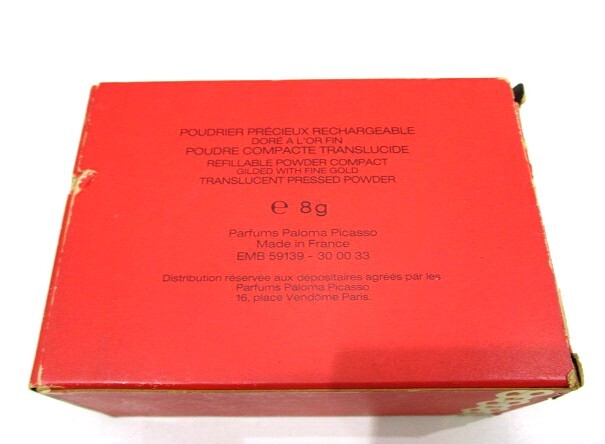 POUDRIER PRÉCIEUX RECHARGEABLE
DORÉ A L'OR FIN
POUDRE COMPACTE TRANSLUCIDE
REFILLABLE POWDER COMPACT
GILDED WITH FINE GOLD
TRANSLUCENT PRESSED POWDER
℮ 8g
Parfums Paloma Picasso
Made in France
EMB 59139 - 30 00 33
Distribution réservée aux dépositaires agréés par les
Parfums Paloma Picasso
16, place Vendôme Paris.